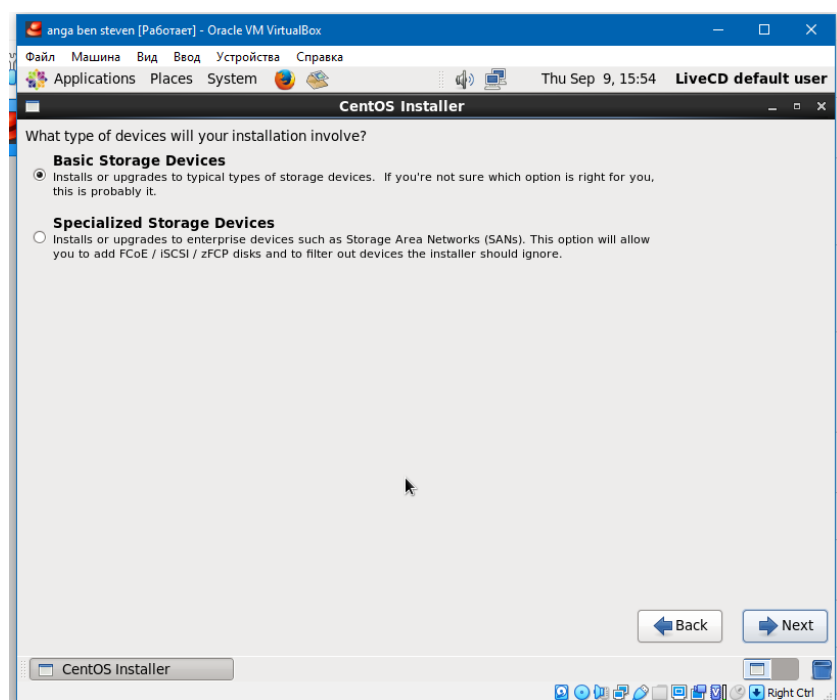 anga ben steven [Работает] - Oracle VM VirtualBox
Файл Машина Вид Ввод Устройства Справка
Applications Places System Thu Sep 9, 15:54 LiveCD default user
CentOS Installer
What type of devices will your installation involve?
Basic Storage Devices
Installs or upgrades to typical types of storage devices. If you're not sure which option is right for you,
this is probably it.
Specialized Storage Devices
Installs or upgrades to enterprise devices such as Storage Area Networks (SANs). This option will allow
you to add FCoE / iSCSI / zFCP disks and to filter out devices the installer should ignore.
Back Next
CentOS Installer
Right Ctrl